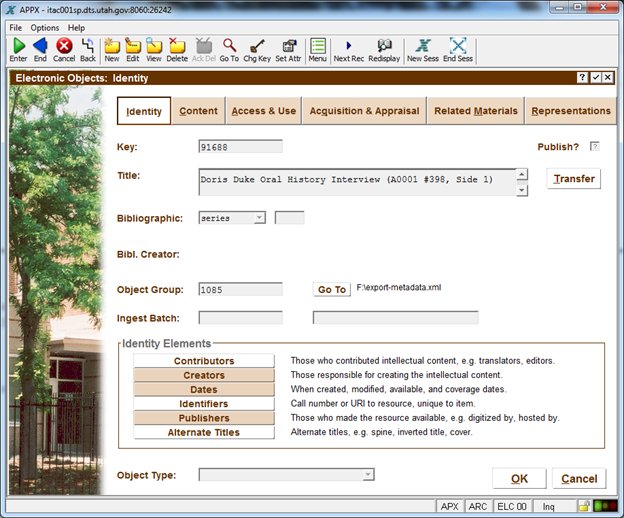 APPX - itac001sp.dts.utah.gov:8060:26242
File Options Help
Enter End Cancel Back New Edit View Delete Ack Del Go To Chg Key Set Attr Menu Next Rec Redisplay New Sess End Sess
Electronic Objects: Identity
Identity Content Access & Use Acquisition & Appraisal Related Materials Representations
Key: 91688 Publish? ?
Title: Doris Duke Oral History Interview (A0001 #398, Side 1) Transfer
Bibliographic: series
Bibl. Creator:
Object Group: 1085 Go To F:\export-metadata.xml
Ingest Batch:
Identity Elements
Contributors Those who contributed intellectual content, e.g. translators, editors.
Creators Those responsible for creating the intellectual content.
Dates When created, modified, available, and coverage dates.
Identifiers Call number or URI to resource, unique to item.
Publishers Those who made the resource available, e.g. digitized by, hosted by.
Alternate Titles Alternate titles, e.g. spine, inverted title, cover.
Object Type: OK Cancel
APX ARC ELC 00 Inq